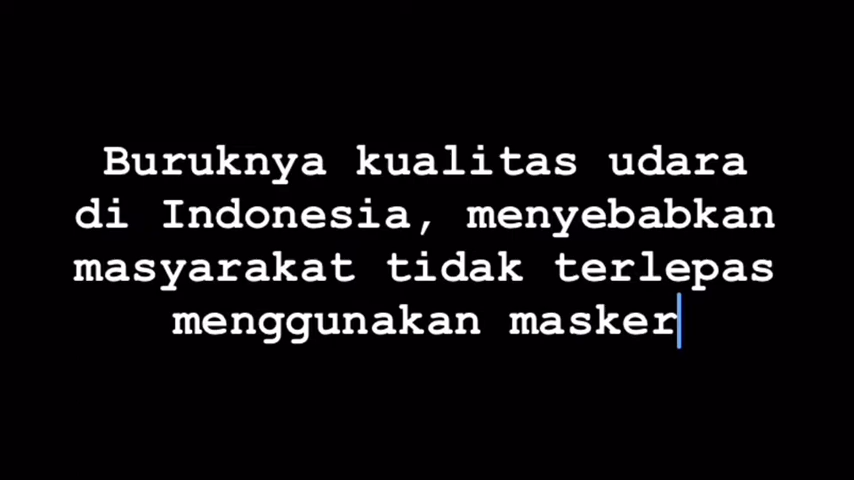 Buruknya kualitas udara
di Indonesia, menyebabkan
masyarakat tidak terlepas
menggunakan masker